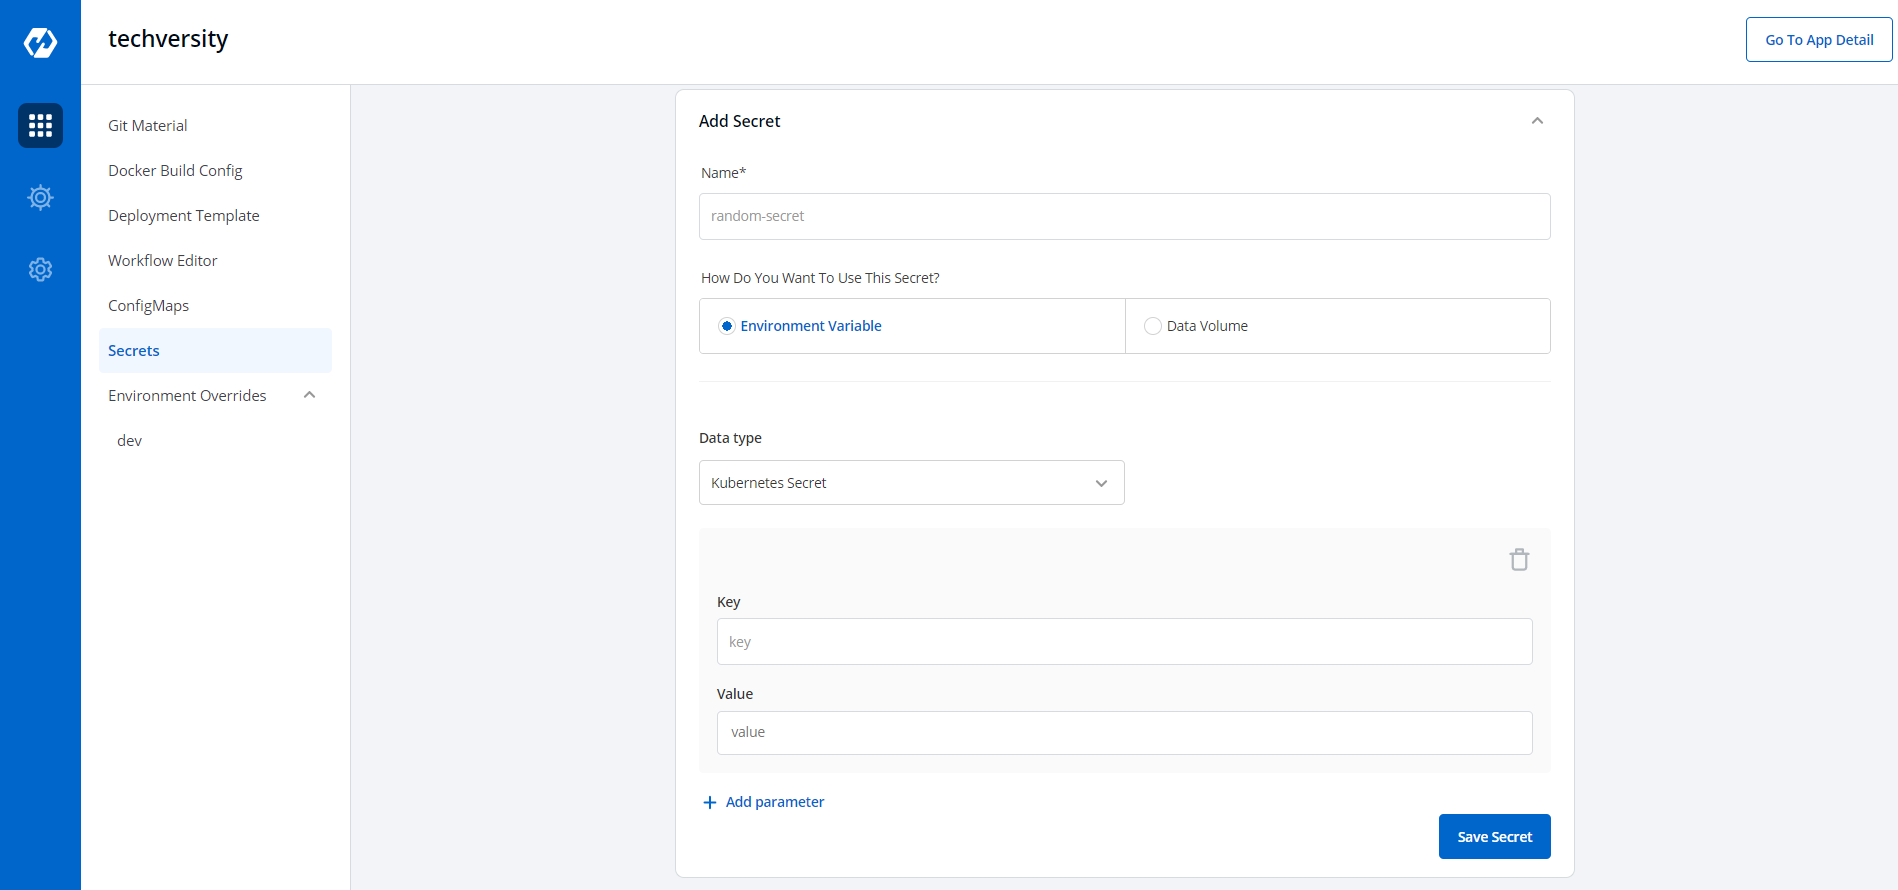 techversity
Go To App Detail
Git Material
Docker Build Config
Deployment Template
Workflow Editor
ConfigMaps
Secrets
Environment Overrides
dev
Add Secret
Name*
random-secret
How Do You Want To Use This Secret?
Environment Variable
Data Volume
Data type
Kubernetes Secret
Key
key
Value
value
Add parameter
Save Secret